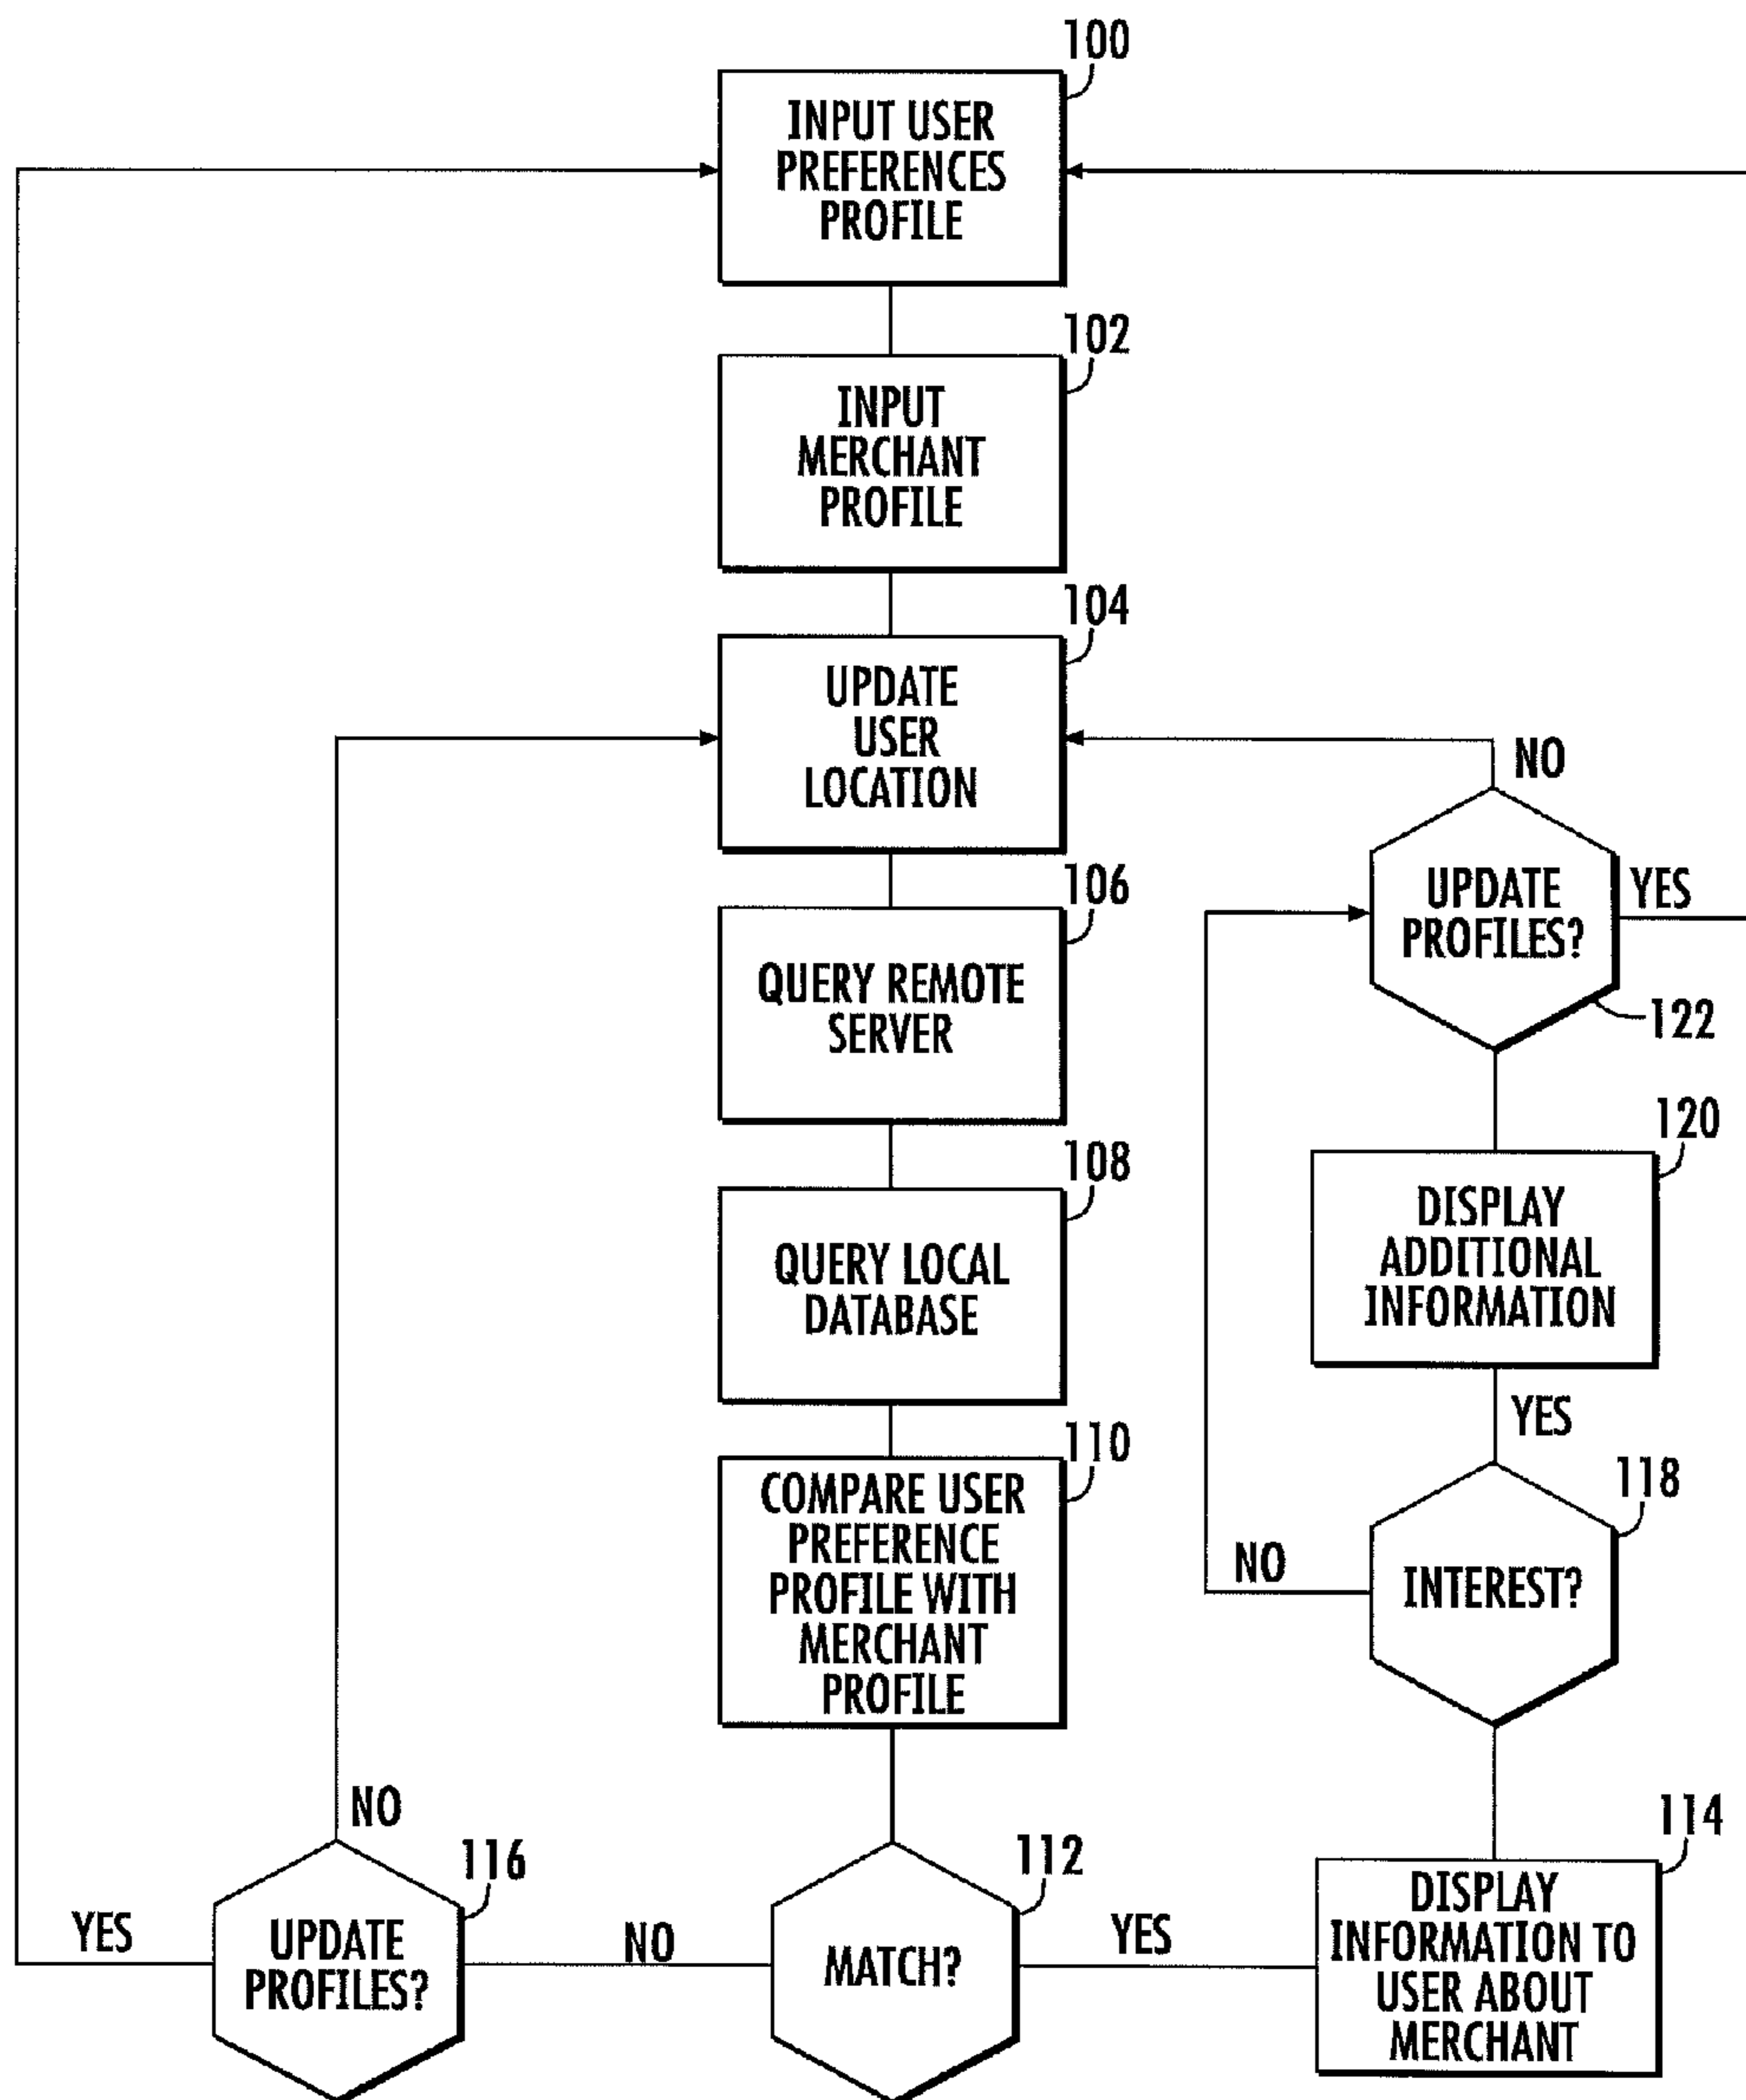 100
INPUT USER
PREFERENCES
PROFILE
102
INPUT
MERCHANT
PROFILE
104
UPDATE
USER
LOCATION
NO
106
UPDATE
PROFILES?
YES
QUERY REMOTE
SERVER
122
120
108
DISPLAY
ADDITIONAL
INFORMATION
QUERY LOCAL
DATABASE
YES
110
COMPARE USER
PREFERENCE
PROFILE WITH
MERCHANT
PROFILE
118
NO
INTEREST?
NO
116
112
114
YES
UPDATE
PROFILES?
NO
MATCH?
YES
DISPLAY
INFORMATION TO
USER ABOUT
MERCHANT